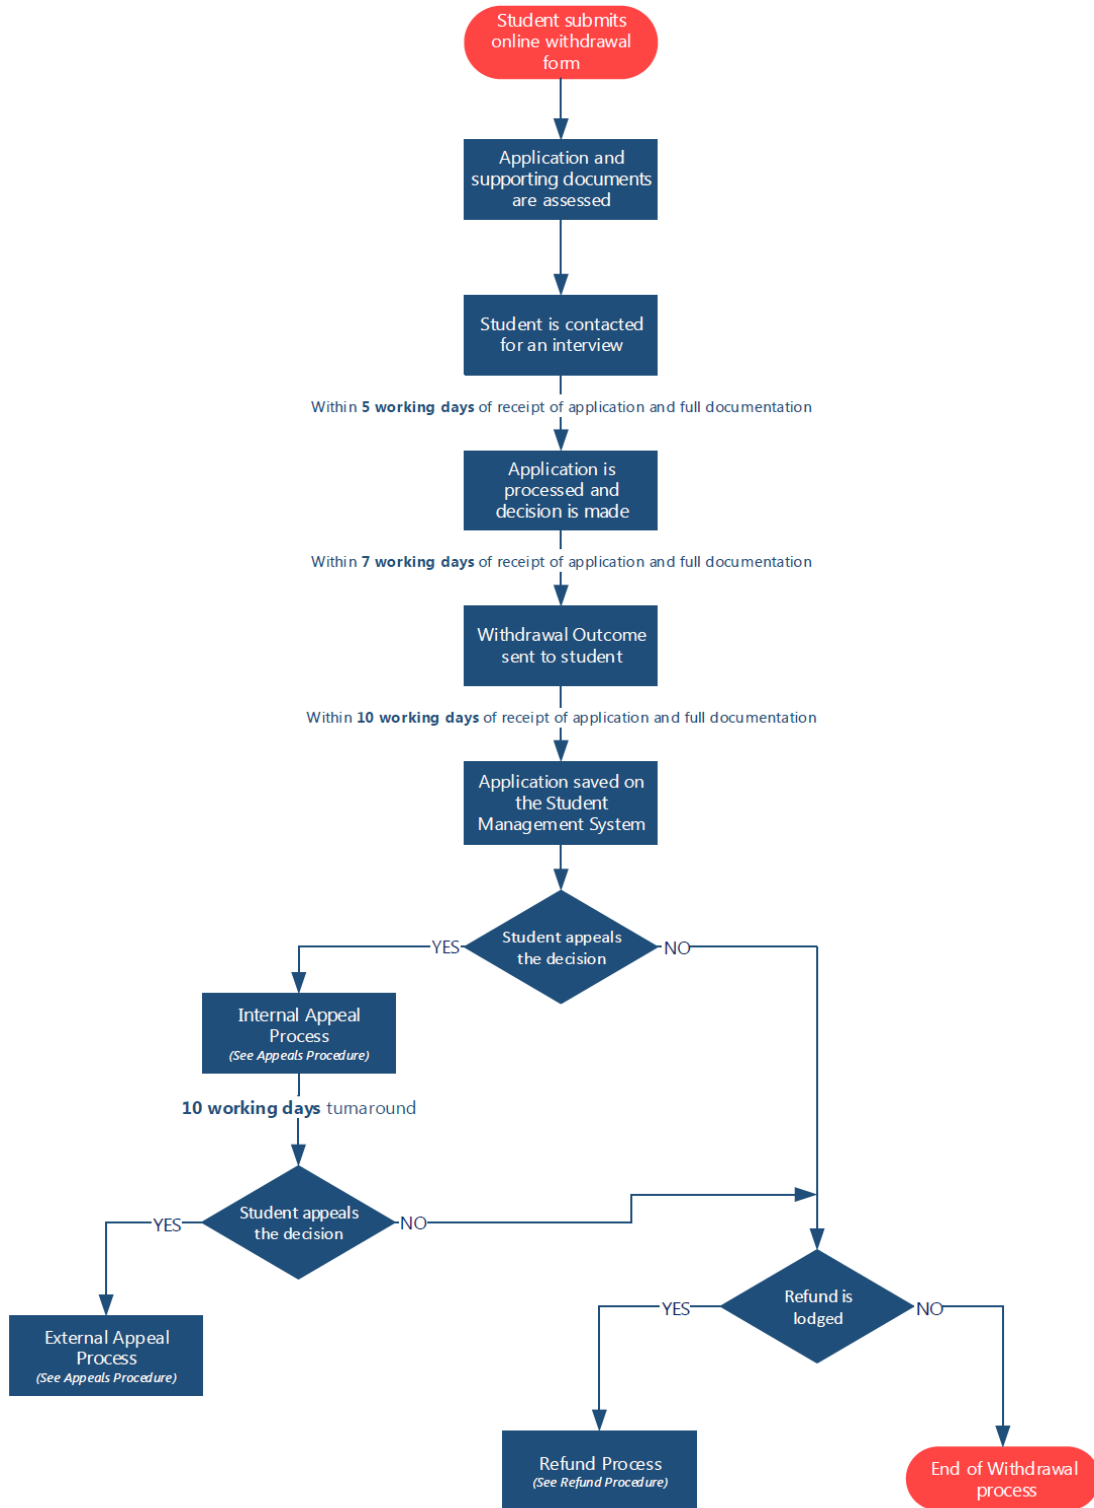 Student submits
online withdrawal
form
Application and
supporting documents
are assessed
Student is contacted
for an interview
Within 5 working days of receipt of application and full documentation
Application is
processed and
decision is made
Within 7 working days of receipt of application and full documentation
Withdrawal Outcome
sent to student
Within 10 working days of receipt of application and full documentation
Application saved on
the Student
Management System
Student appeals
the decision
YES
NO
Internal Appeal
Process
(See Appeals Procedure)
10 working days turnaround
Student appeals
the decision
YES
NO
External Appeal
Process
(See Appeals Procedure)
Refund is
lodged
YES
NO
Refund Process
(See Refund Procedure)
End of Withdrawal
process